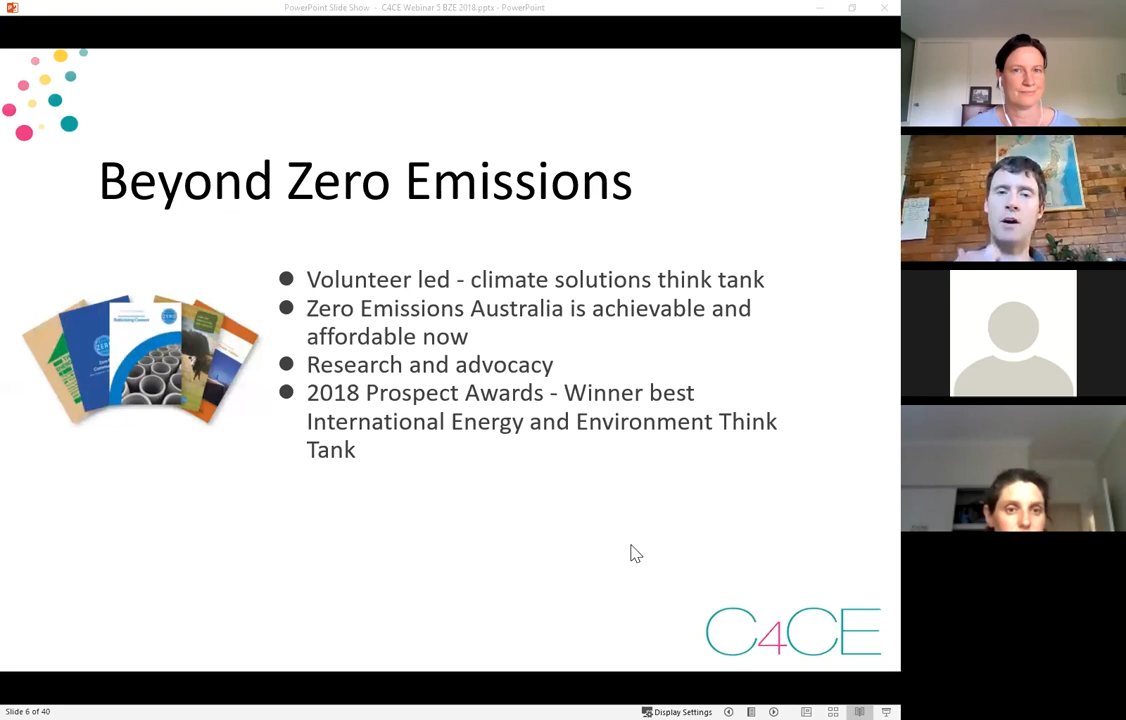 PowerPoint Slide Show - C4CE Webinar 5 BZE 2018.pptx - PowerPoint
Beyond Zero Emissions
● Volunteer led - climate solutions think tank
● Zero Emissions Australia is achievable and
affordable now
● Research and advocacy
● 2018 Prospect Awards - Winner best
International Energy and Environment Think
Tank
C4CE
Slide 6 of 40
Display Settings